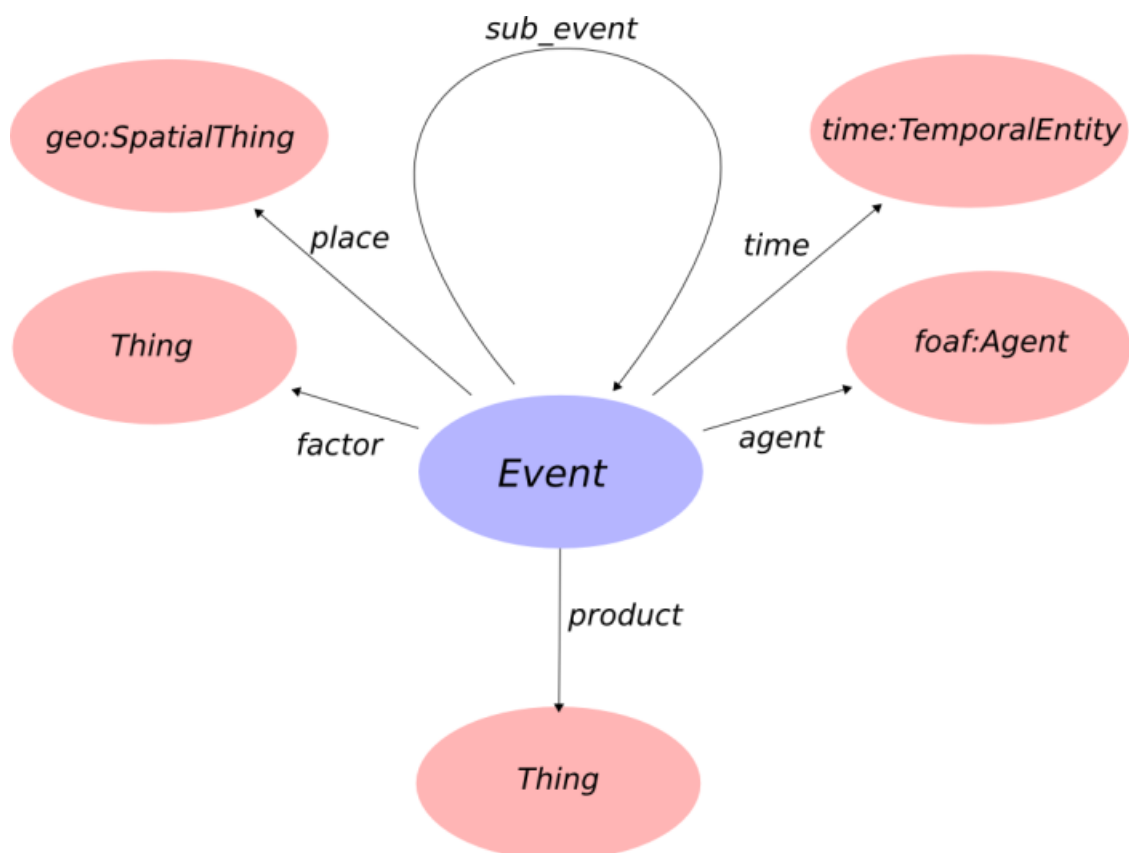 sub_event
geo:SpatialThing
time:TemporalEntity
place
time
Thing
foaf:Agent
factor
agent
Event
product
Thing